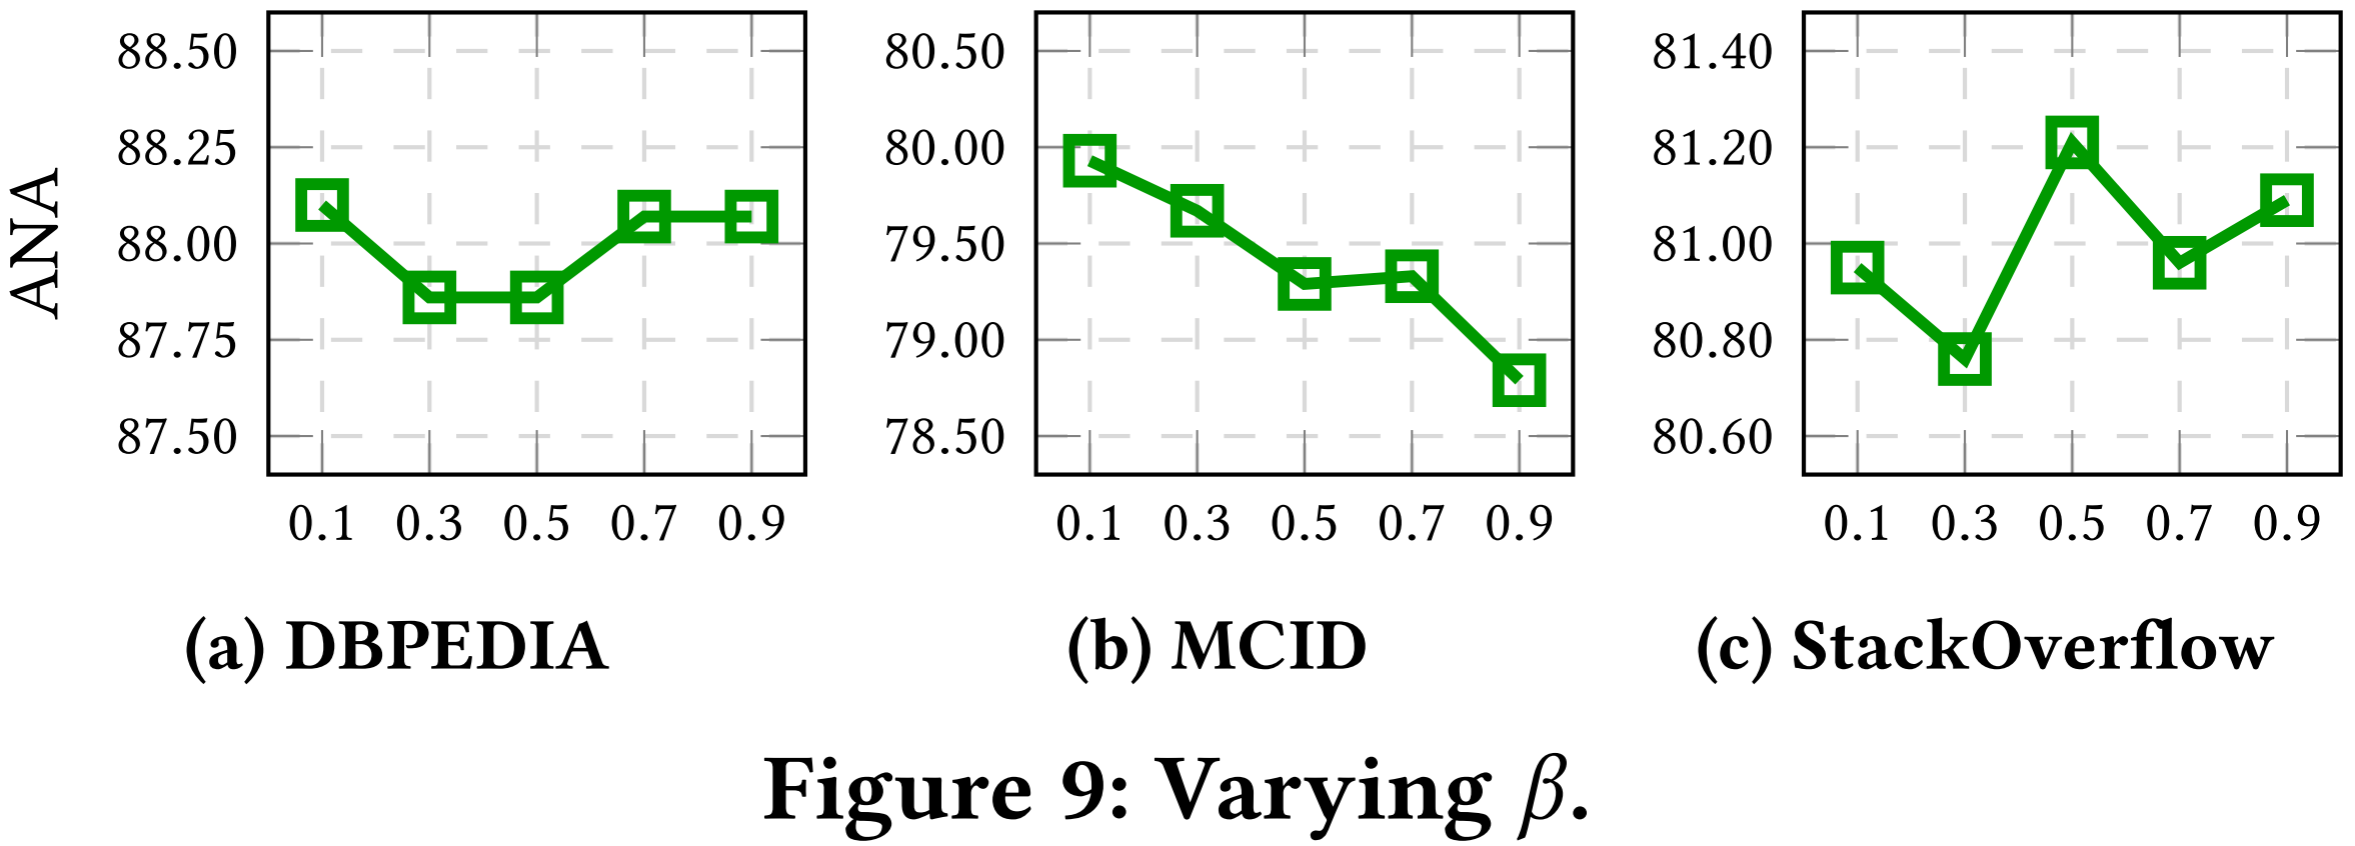 ANA
88.50
88.25
88.00
87.75
87.50
0.1 0.3 0.5 0.7 0.9
(a) DBPEDIA
80.50
80.00
79.50
79.00
78.50
0.1 0.3 0.5 0.7 0.9
(b) MCID
81.40
81.20
81.00
80.80
80.60
0.1 0.3 0.5 0.7 0.9
(c) StackOverflow
Figure 9: Varying β.